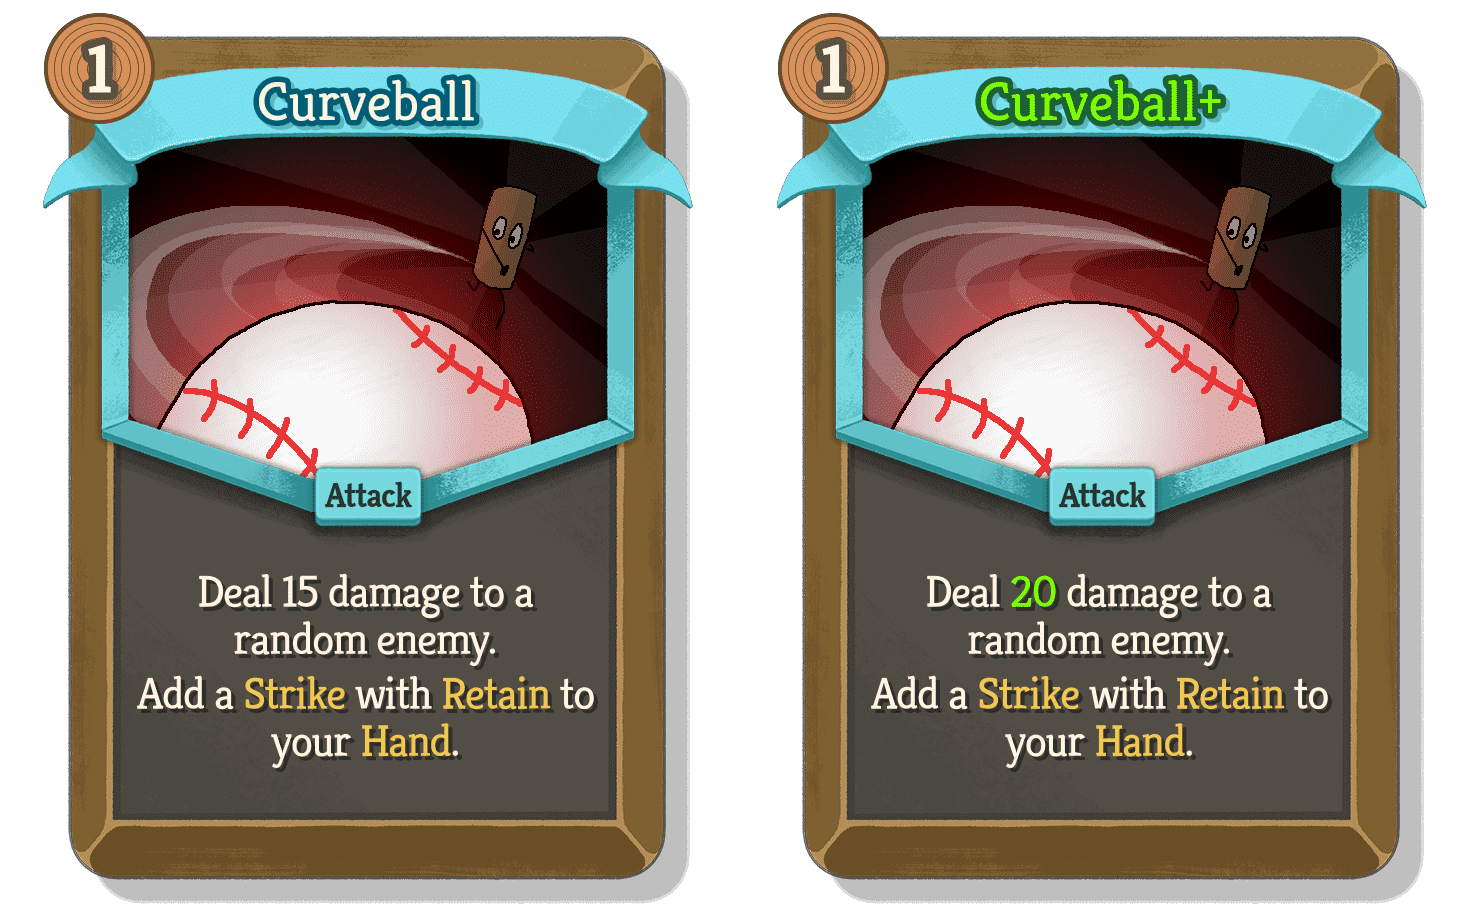 1
Curveball
Attack
Deal 15 damage to a
random enemy.
Add a Strike with Retain to
your Hand.
1
Curveball+
Attack
Deal 20 damage to a
random enemy.
Add a Strike with Retain to
your Hand.